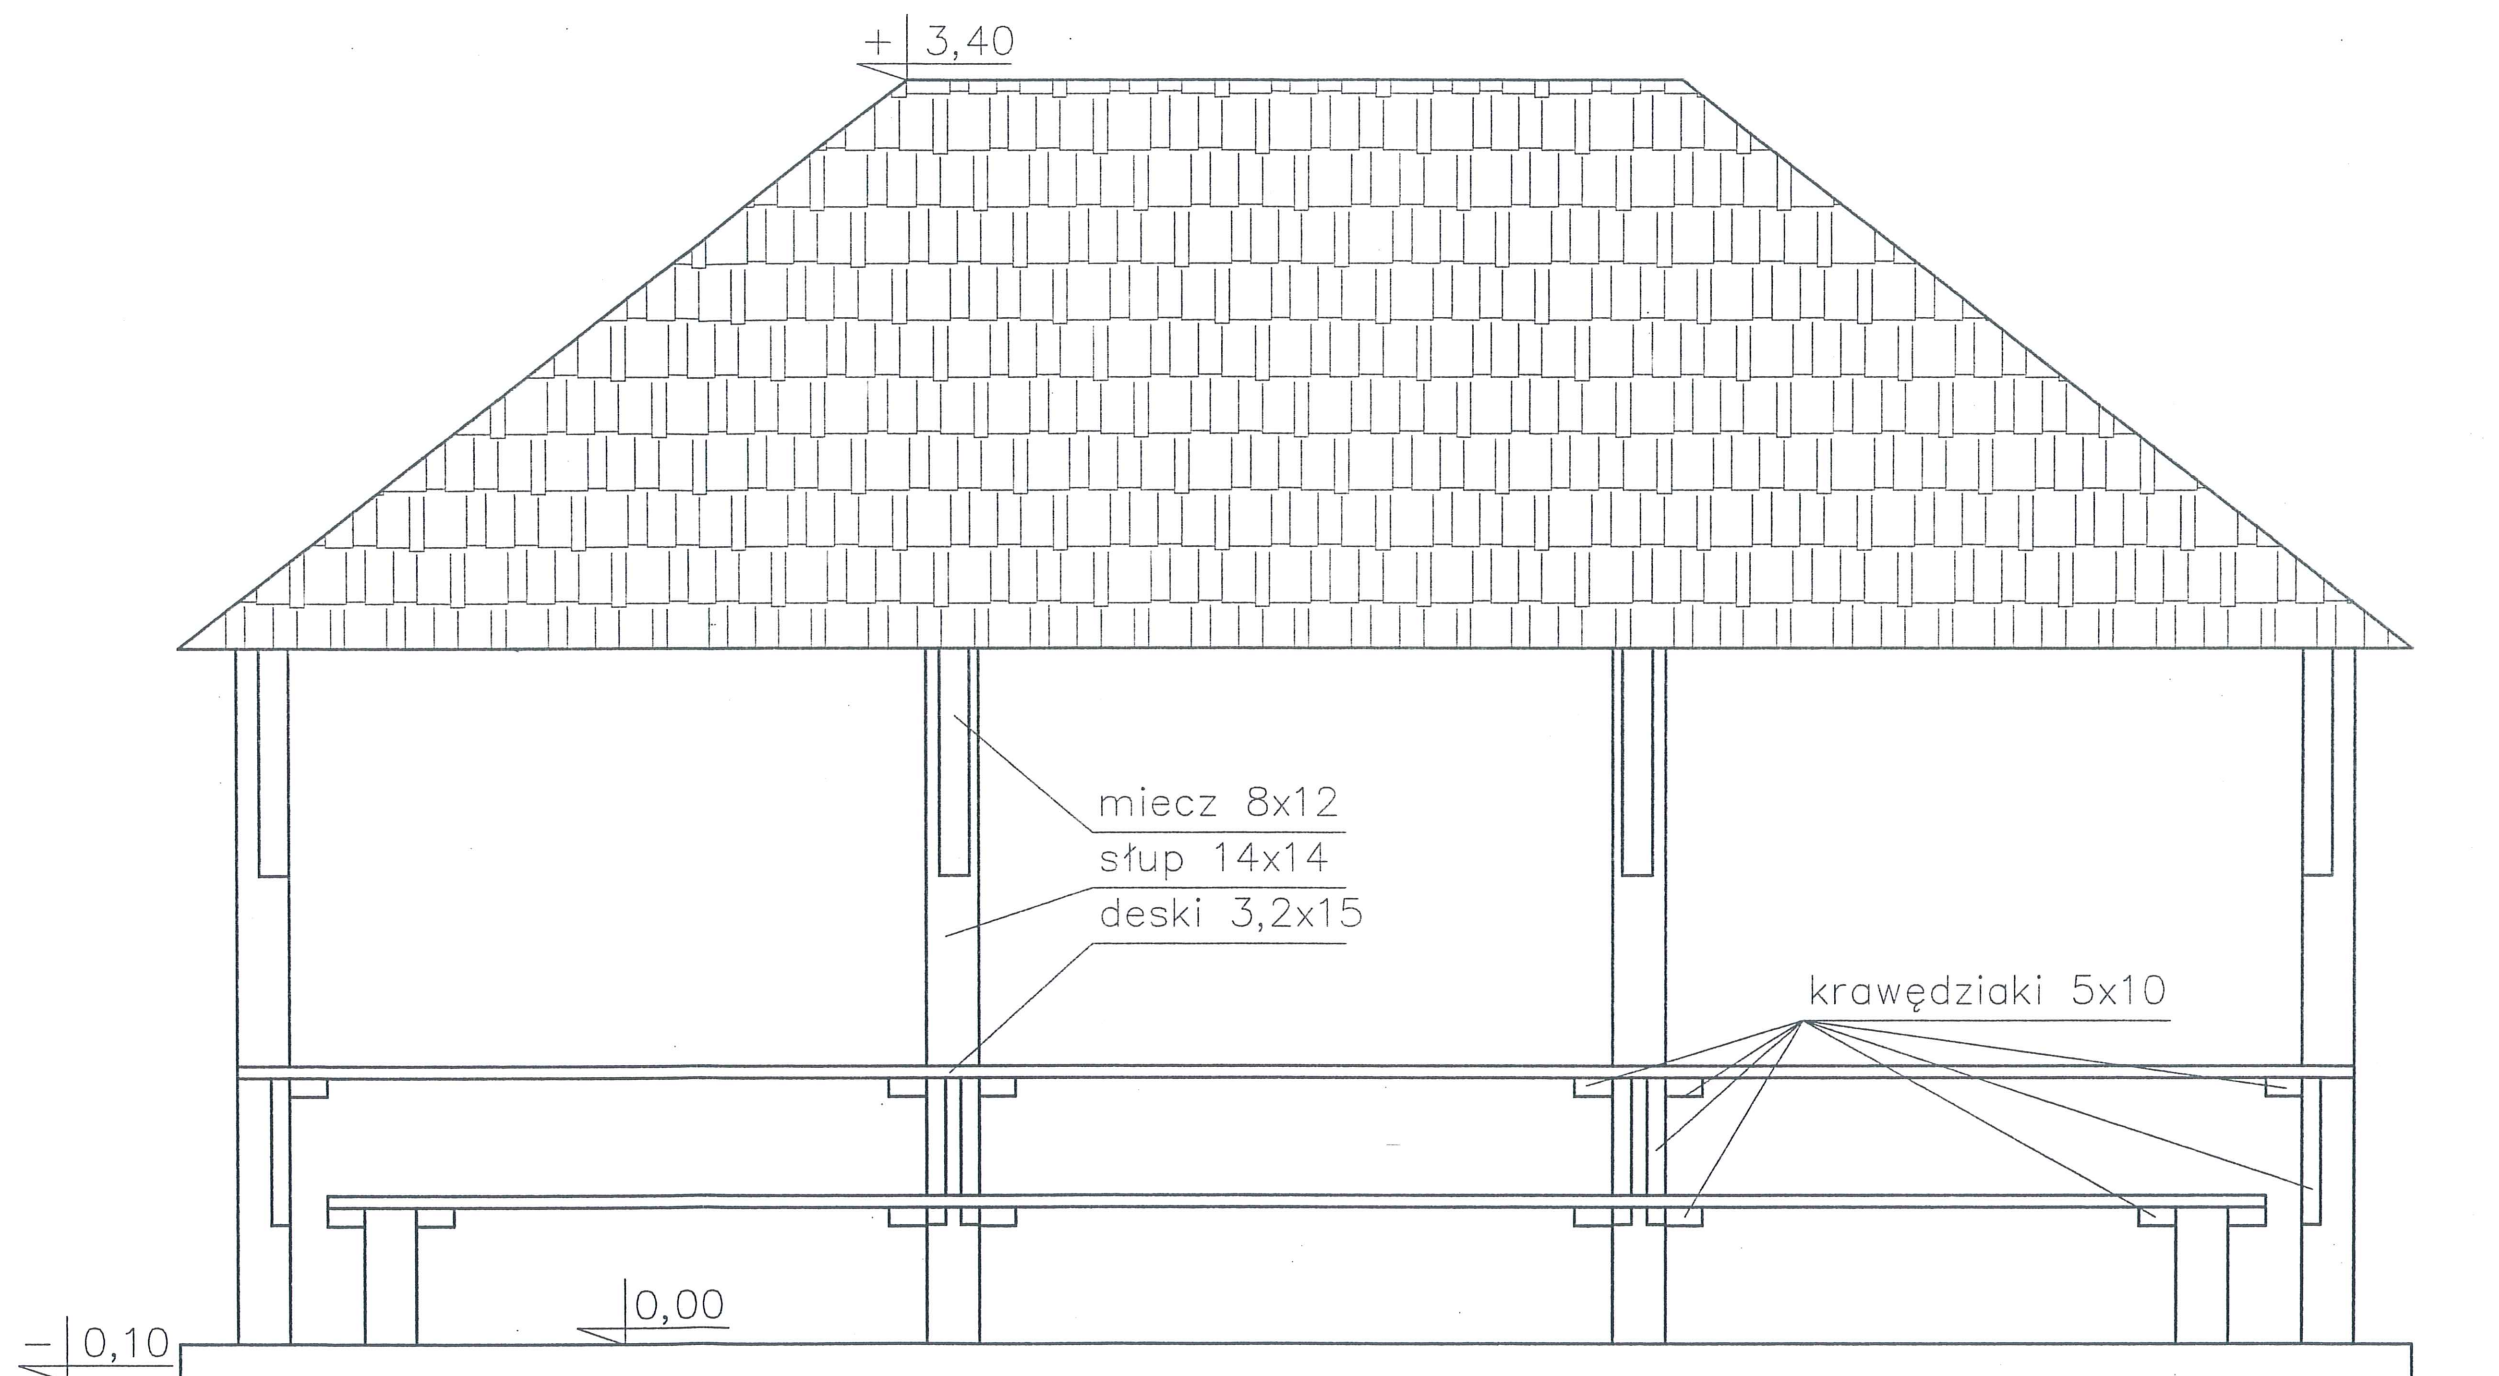 + 3,40
miecz 8x12
słup 14x14
deski 3,2x15
krawędziaki 5x10
0,00
– 0,10